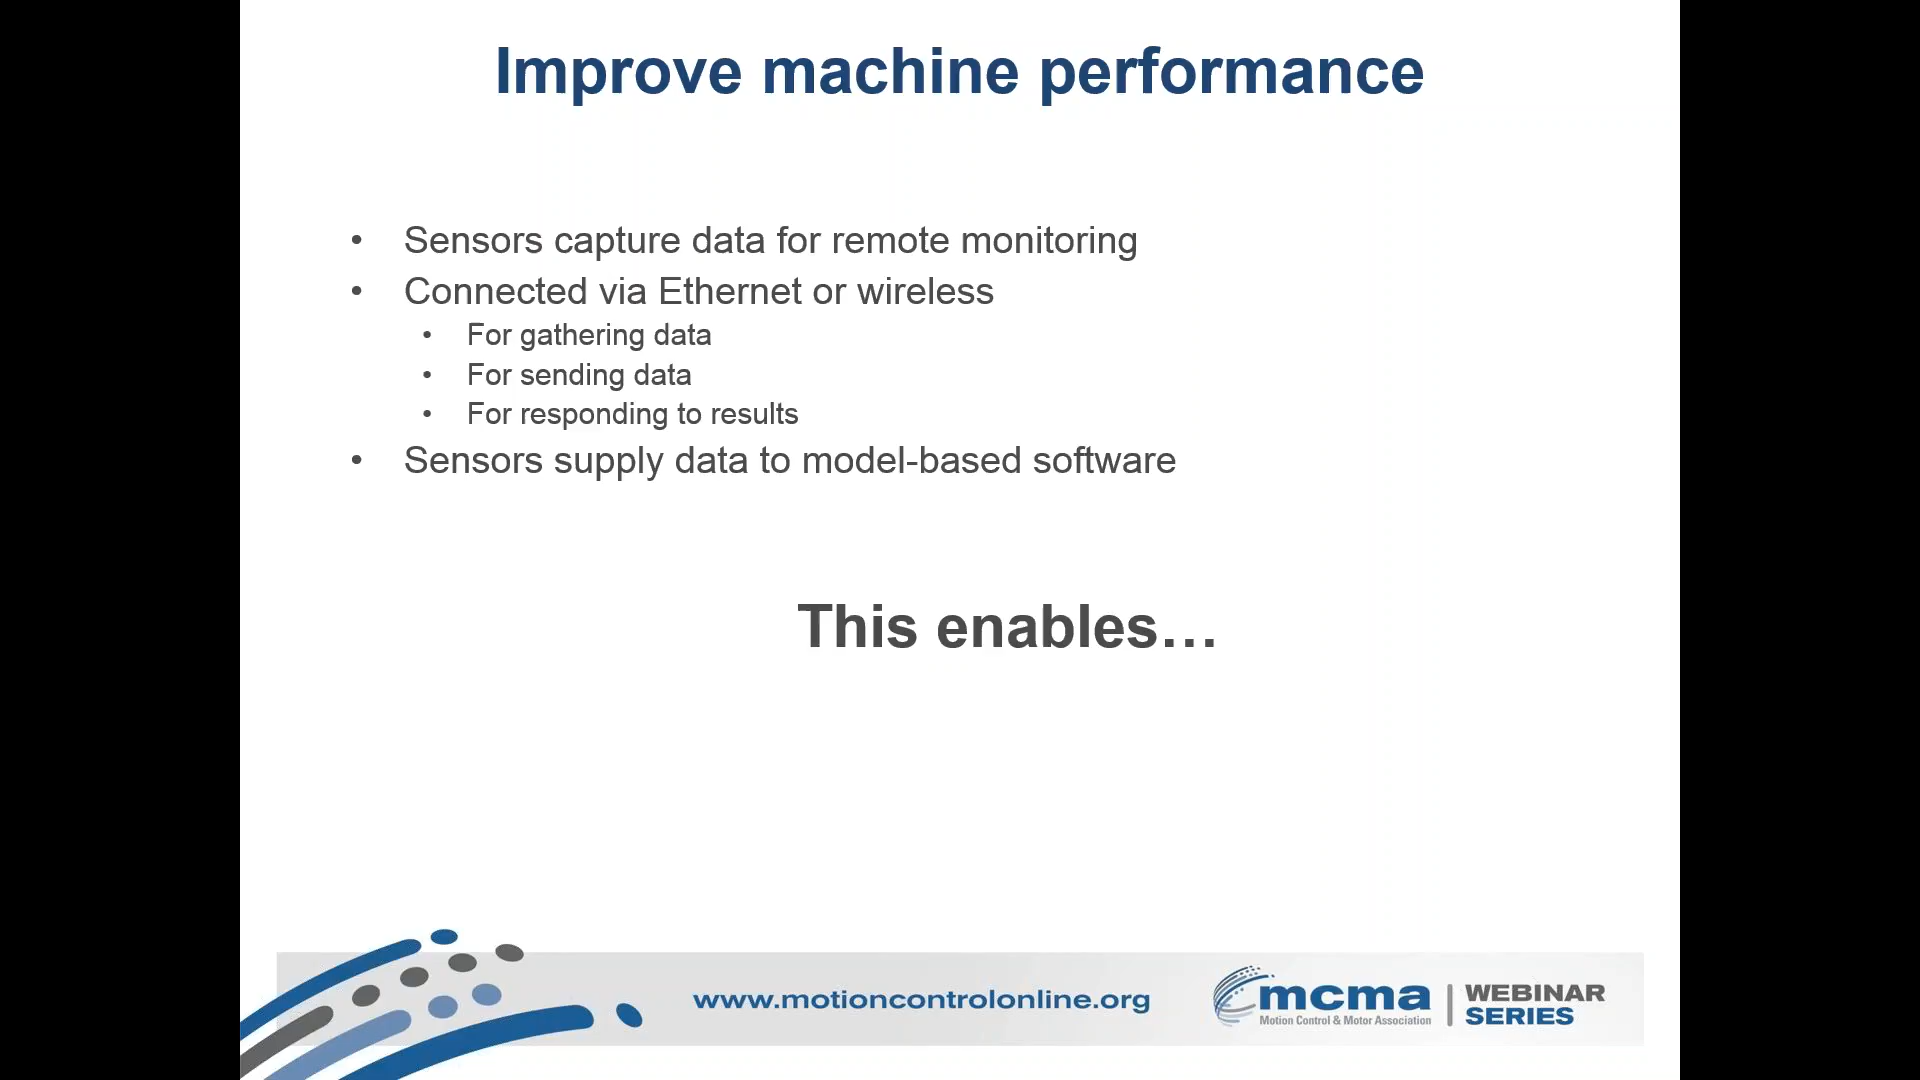 Improve machine performance
• Sensors capture data for remote monitoring
• Connected via Ethernet or wireless
• For gathering data
• For sending data
• For responding to results
• Sensors supply data to model-based software
This enables…
www.motioncontrolonline.org
mcma
Motion Control & Motor Association
WEBINAR
SERIES